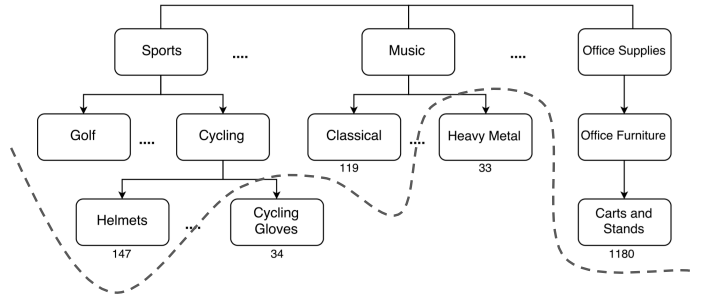 Sports
....
Music
....
Office Supplies
Golf
....
Cycling
Classical
....
Heavy Metal
Office Furniture
119
33
Helmets
....
Cycling
Gloves
Carts and
Stands
147
34
1180